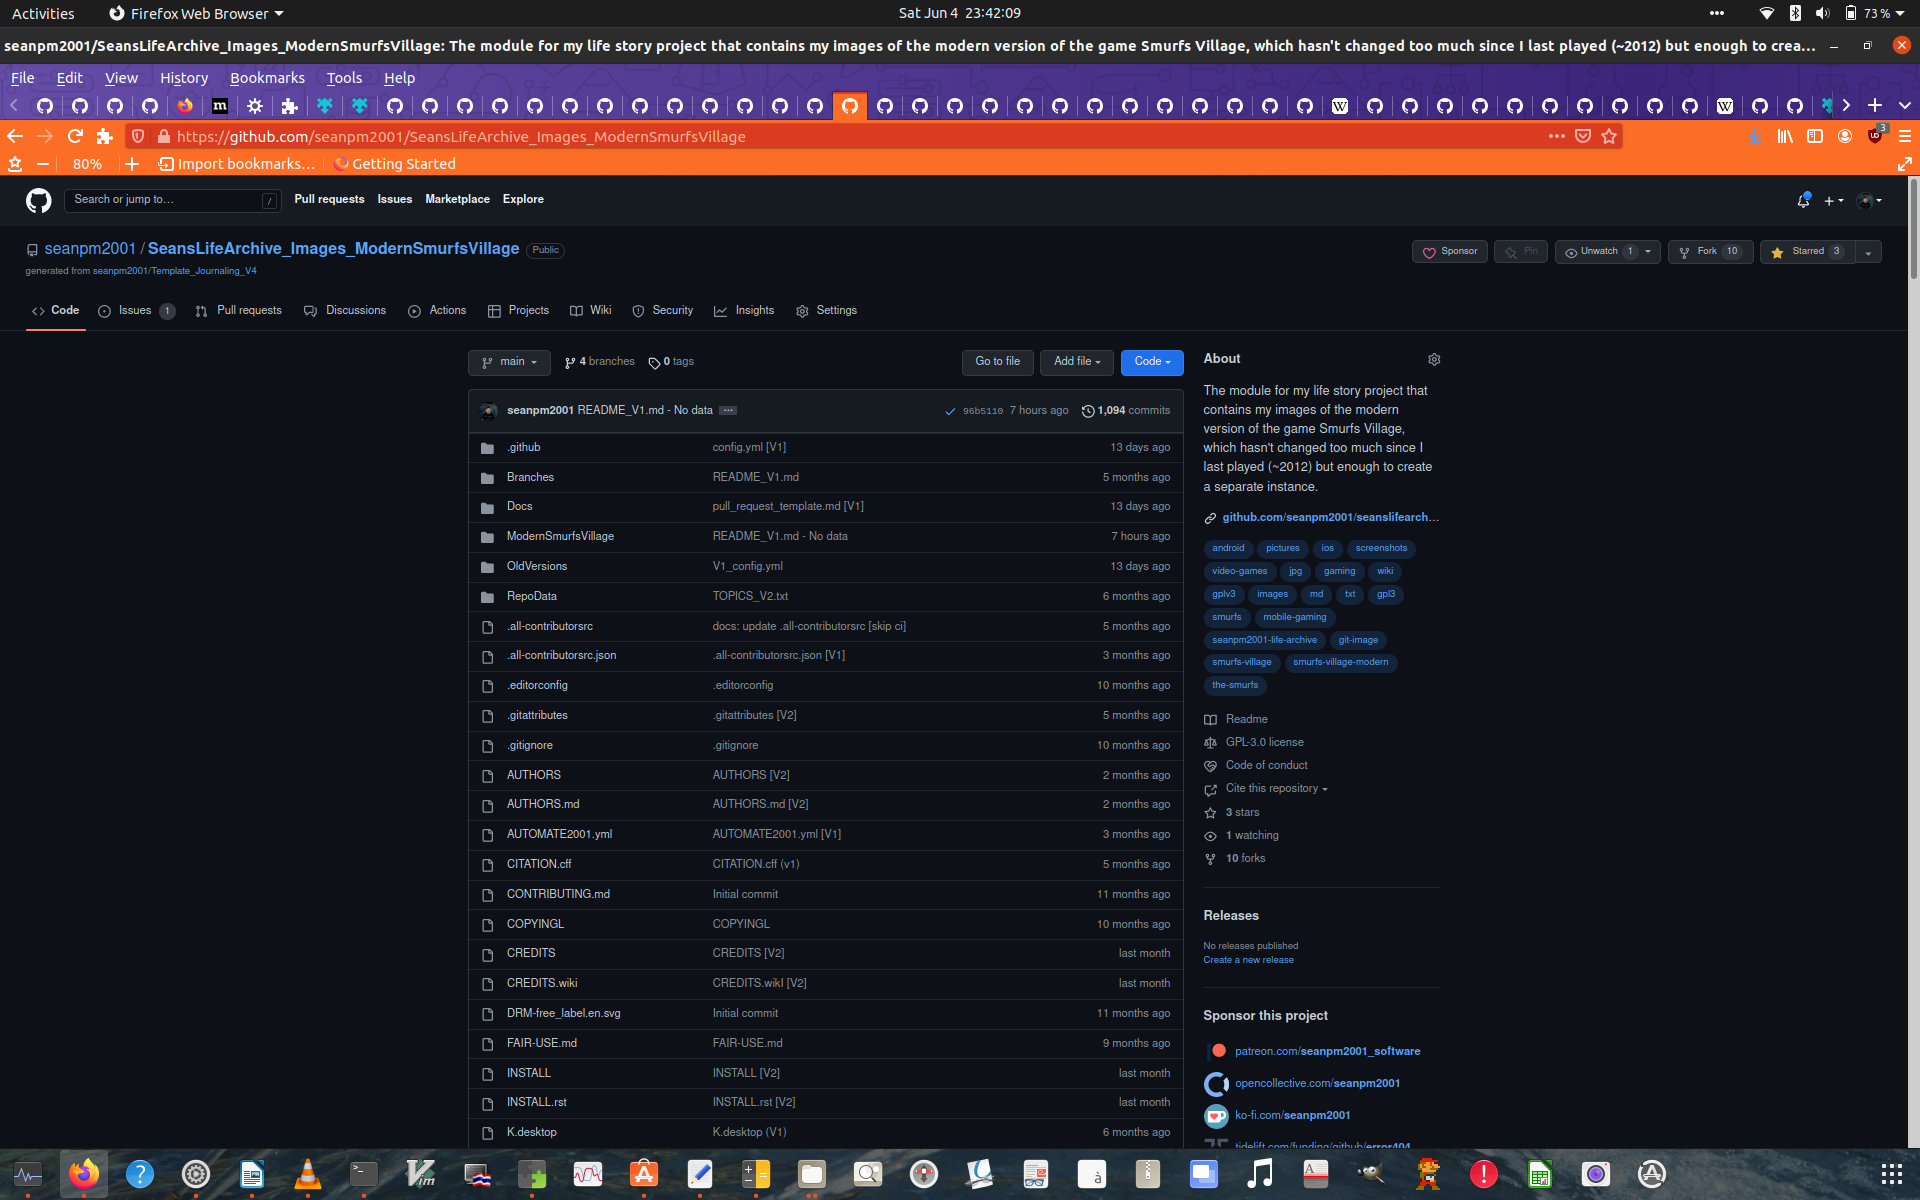 Activities Firefox Web Browser Sat Jun 4 23:42:09 73 %
seanpm2001/SeansLifeArchive_Images_ModernSmurfsVillage: The module for my life story project that contains my images of the modern version of the game Smurfs Village, which hasn't changed too much since I last played (~2012) but enough to crea…
File Edit View History Bookmarks Tools Help
https://github.com/seanpm2001/SeansLifeArchive_Images_ModernSmurfsVillage 3
80% Import bookmarks… Getting Started
Search or jump to… / Pull requests Issues Marketplace Explore
seanpm2001 / SeansLifeArchive_Images_ModernSmurfsVillage Public Sponsor Pin Unwatch 1 Fork 10 Starred 3
generated from seanpm2001/Template_Journaling_V4
Code Issues 1 Pull requests Discussions Actions Projects Wiki Security Insights Settings
main 4 branches 0 tags Go to file Add file Code
seanpm2001 README_V1.md - No data 96b5110 7 hours ago 1,094 commits
.github config.yml [V1] 13 days ago
Branches README_V1.md 5 months ago
Docs pull_request_template.md [V1] 13 days ago
ModernSmurfsVillage README_V1.md - No data 7 hours ago
OldVersions V1_config.yml 13 days ago
RepoData TOPICS_V2.txt 6 months ago
.all-contributorsrc docs: update .all-contributorsrc [skip ci] 5 months ago
.all-contributorsrc.json .all-contributorsrc.json [V1] 3 months ago
.editorconfig .editorconfig 10 months ago
.gitattributes .gitattributes [V2] 5 months ago
.gitignore .gitignore 10 months ago
AUTHORS AUTHORS [V2] 2 months ago
AUTHORS.md AUTHORS.md [V2] 2 months ago
AUTOMATE2001.yml AUTOMATE2001.yml [V1] 3 months ago
CITATION.cff CITATION.cff (v1) 5 months ago
CONTRIBUTING.md Initial commit 11 months ago
COPYINGL COPYINGL 10 months ago
CREDITS CREDITS [V2] last month
CREDITS.wiki CREDITS.wikI [V2] last month
DRM-free_label.en.svg Initial commit 11 months ago
FAIR-USE.md FAIR-USE.md 9 months ago
INSTALL INSTALL [V2] last month
INSTALL.rst INSTALL.rst [V2] last month
K.desktop K.desktop (V1) 6 months ago
About
The module for my life story project that
contains my images of the modern
version of the game Smurfs Village,
which hasn't changed too much since I
last played (~2012) but enough to create
a separate instance.
github.com/seanpm2001/seanslifearch…
android pictures ios screenshots
video-games jpg gaming wiki
gplv3 images md txt gpl3
smurfs mobile-gaming
seanpm2001-life-archive git-image
smurfs-village smurfs-village-modern
the-smurfs
Readme
GPL-3.0 license
Code of conduct
Cite this repository
3 stars
1 watching
10 forks
Releases
No releases published
Create a new release
Sponsor this project
patreon.com/seanpm2001_software
opencollective.com/seanpm2001
ko-fi.com/seanpm2001
tidelift.com/funding/github/error404